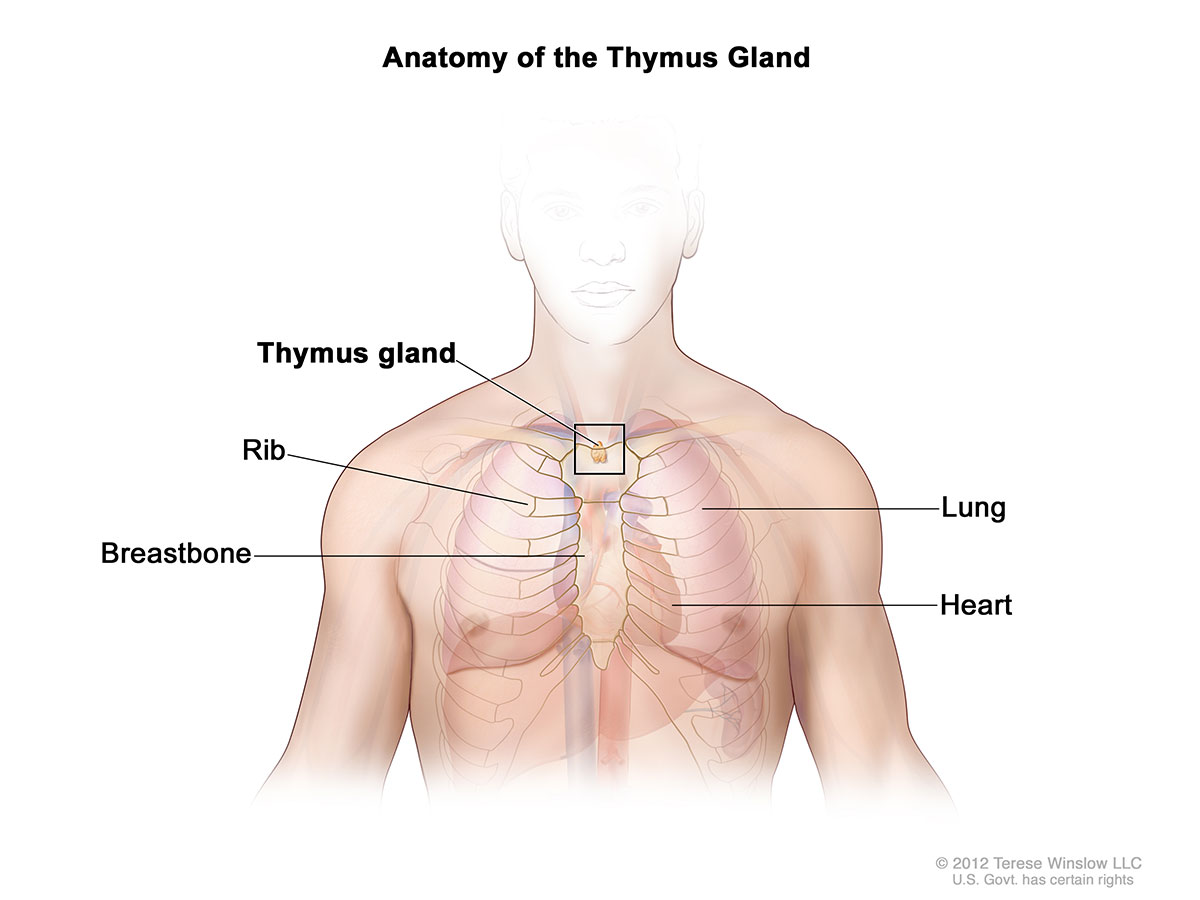 Anatomy of the Thymus Gland
Thymus gland
Rib
Lung
Breastbone
Heart
© 2012 Terese Winslow LLC
U.S. Govt. has certain rights